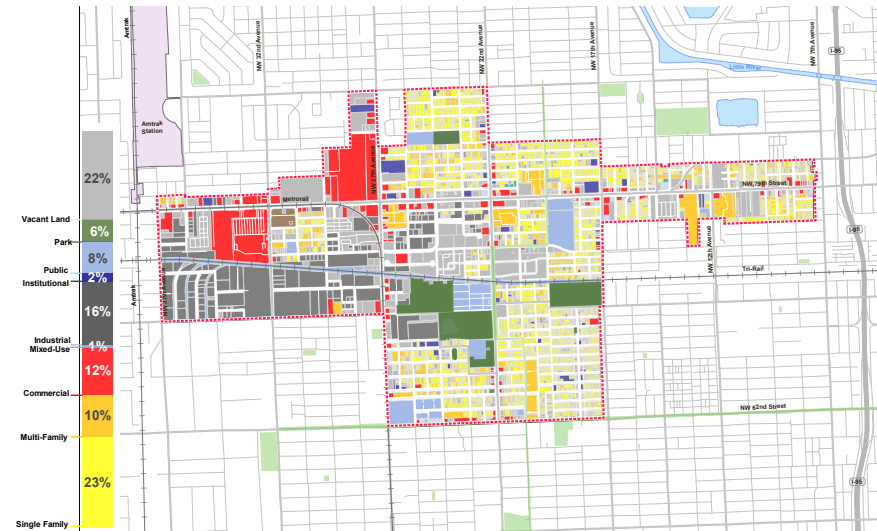 Amtrak
NW 32nd Avenue
NW 22nd Avenue
NW 17th Avenue
NW 7th Avenue
I-95
Little River
Amtrak
Station
22%
NW 27th Avenue
NW 79th Street
Metrorail
Vacant Land
6%
Park
8%
I-95
NW 12th Avenue
Public
2%
Tri-Rail
Institutional
Amtrak
16%
Industrial
Mixed-Use
1%
12%
Commercial
10%
NW 62nd Street
Multi-Family
23%
I-95
Single Family